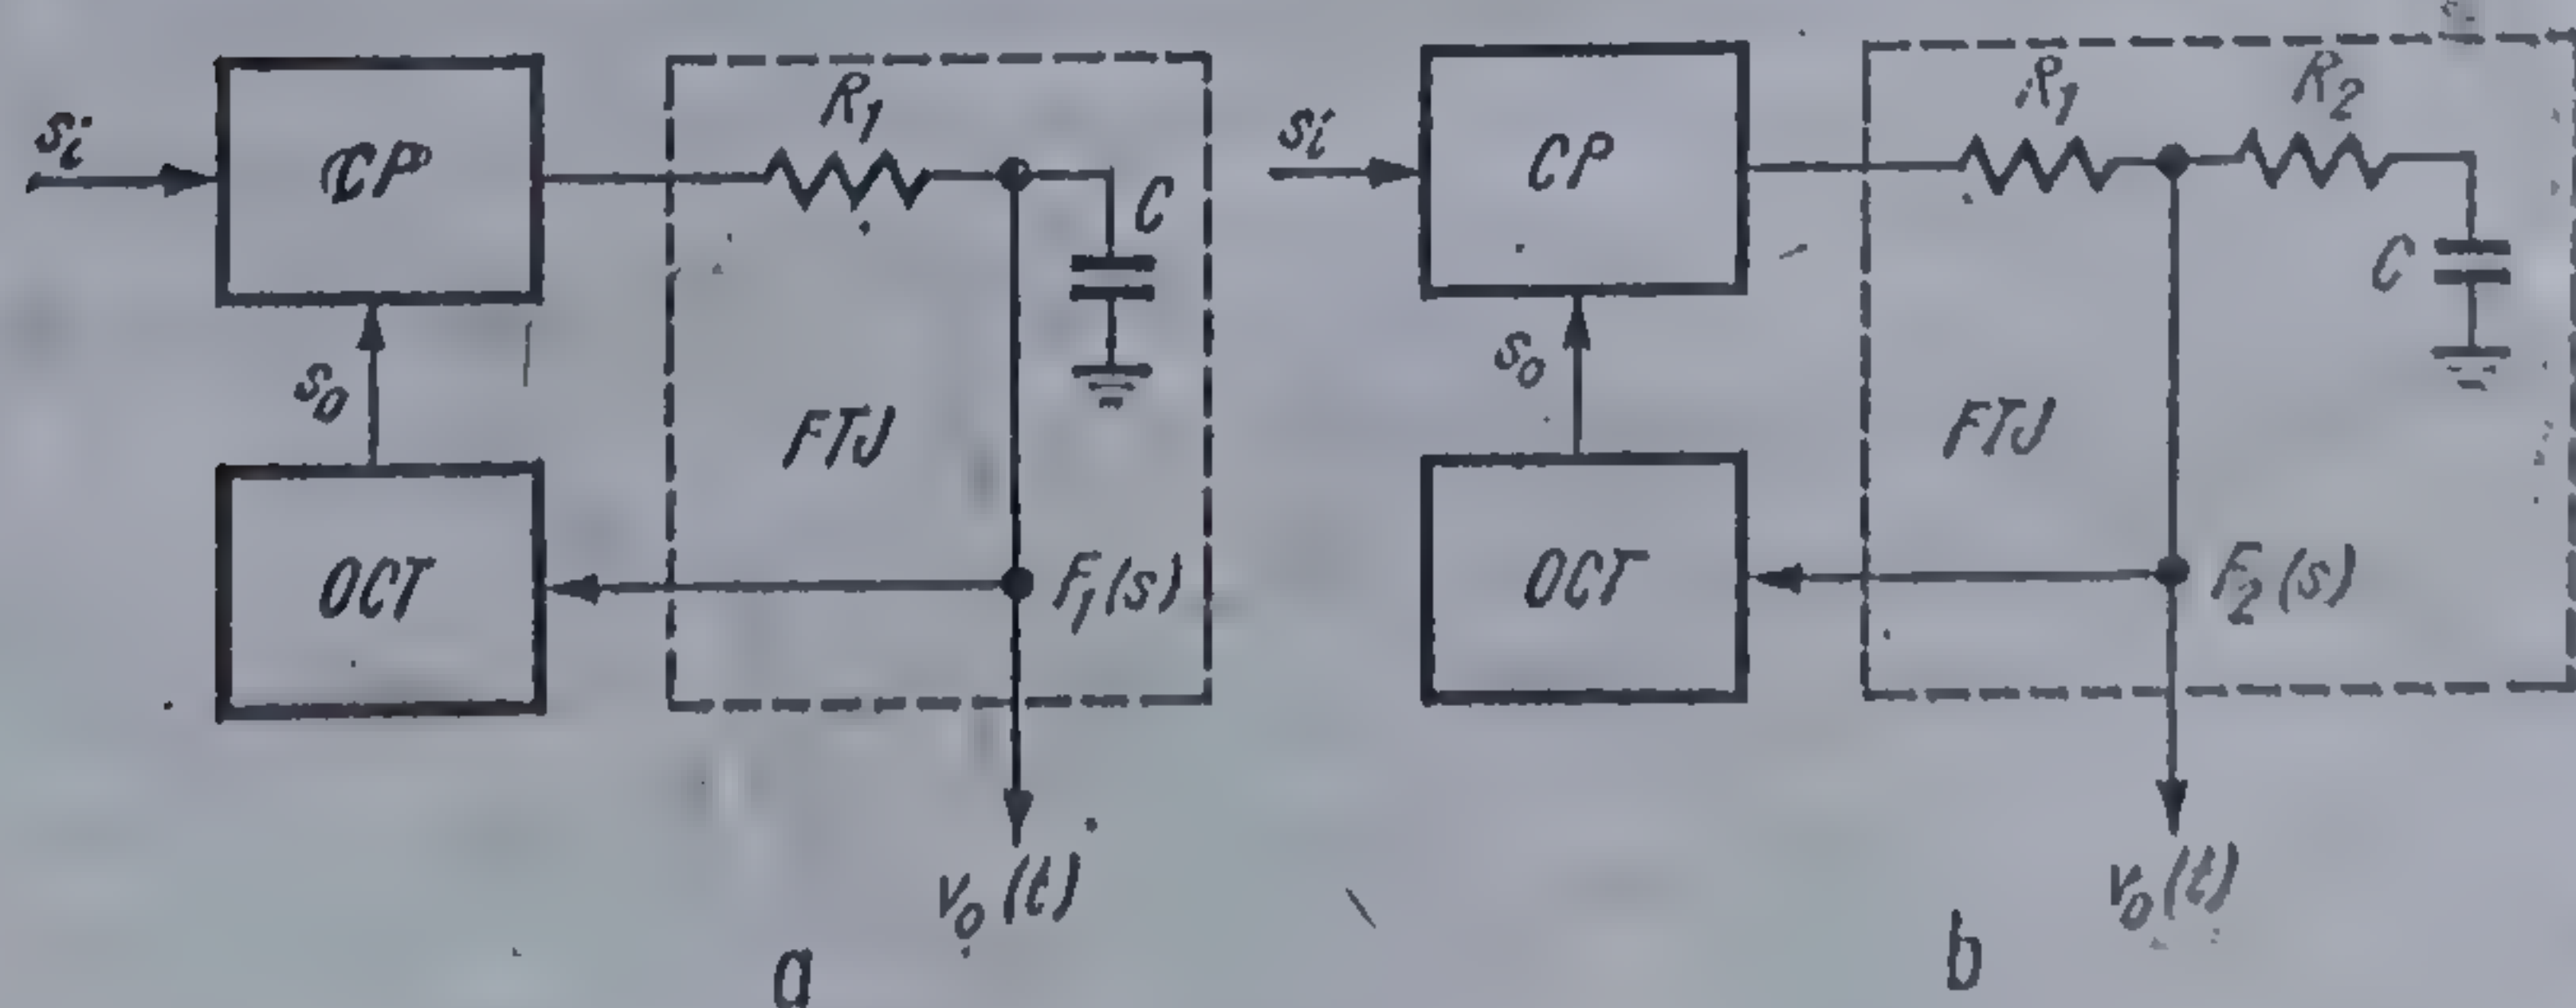 si
CP
R1
C
s0
FTJ
OCT
F1(s)
v0(t)
a
si
CP
R1
R2
C
s0
FTJ
OCT
F2(s)
v0(t)
b